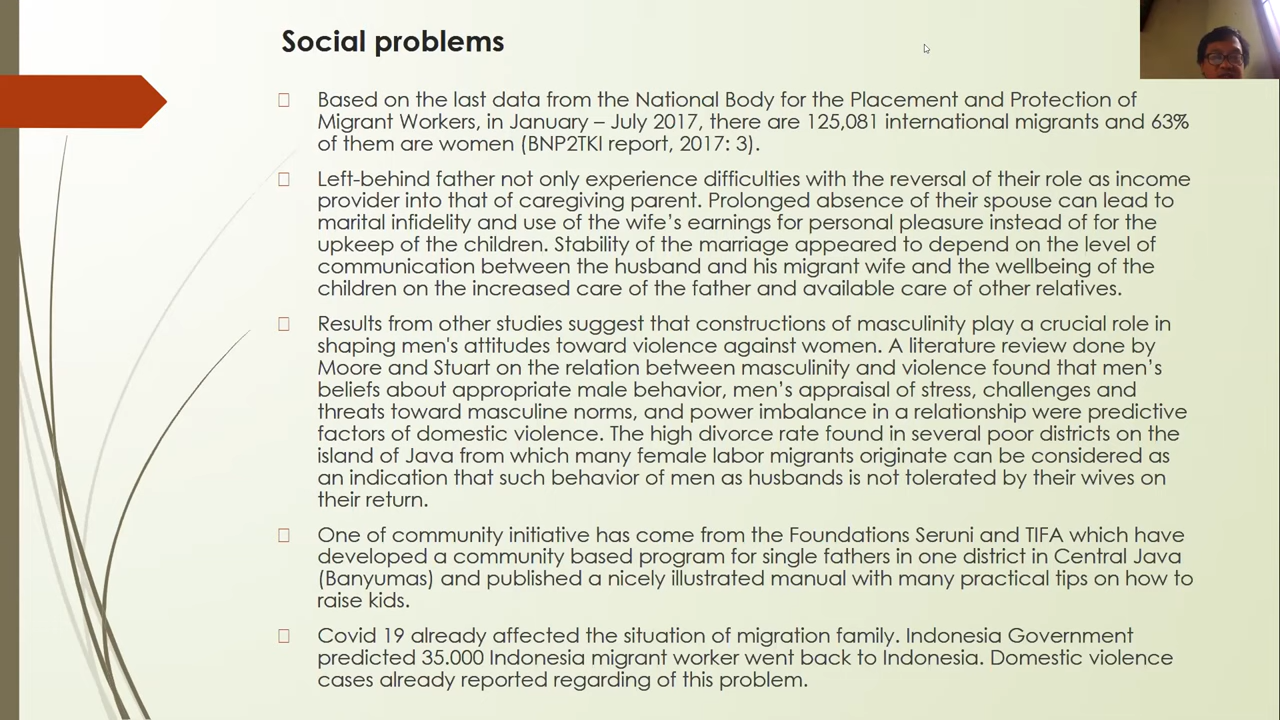 Social problems
Based on the last data from the National Body for the Placement and Protection of
Migrant Workers, in January – July 2017, there are 125,081 international migrants and 63%
of them are women (BNP2TKI report, 2017: 3).
Left-behind father not only experience difficulties with the reversal of their role as income
provider into that of caregiving parent. Prolonged absence of their spouse can lead to
marital infidelity and use of the wife’s earnings for personal pleasure instead of for the
upkeep of the children. Stability of the marriage appeared to depend on the level of
communication between the husband and his migrant wife and the wellbeing of the
children on the increased care of the father and available care of other relatives.
Results from other studies suggest that constructions of masculinity play a crucial role in
shaping men's attitudes toward violence against women. A literature review done by
Moore and Stuart on the relation between masculinity and violence found that men’s
beliefs about appropriate male behavior, men’s appraisal of stress, challenges and
threats toward masculine norms, and power imbalance in a relationship were predictive
factors of domestic violence. The high divorce rate found in several poor districts on the
island of Java from which many female labor migrants originate can be considered as
an indication that such behavior of men as husbands is not tolerated by their wives on
their return.
One of community initiative has come from the Foundations Seruni and TIFA which have
developed a community based program for single fathers in one district in Central Java
(Banyumas) and published a nicely illustrated manual with many practical tips on how to
raise kids.
Covid 19 already affected the situation of migration family. Indonesia Government
predicted 35.000 Indonesia migrant worker went back to Indonesia. Domestic violence
cases already reported regarding of this problem.